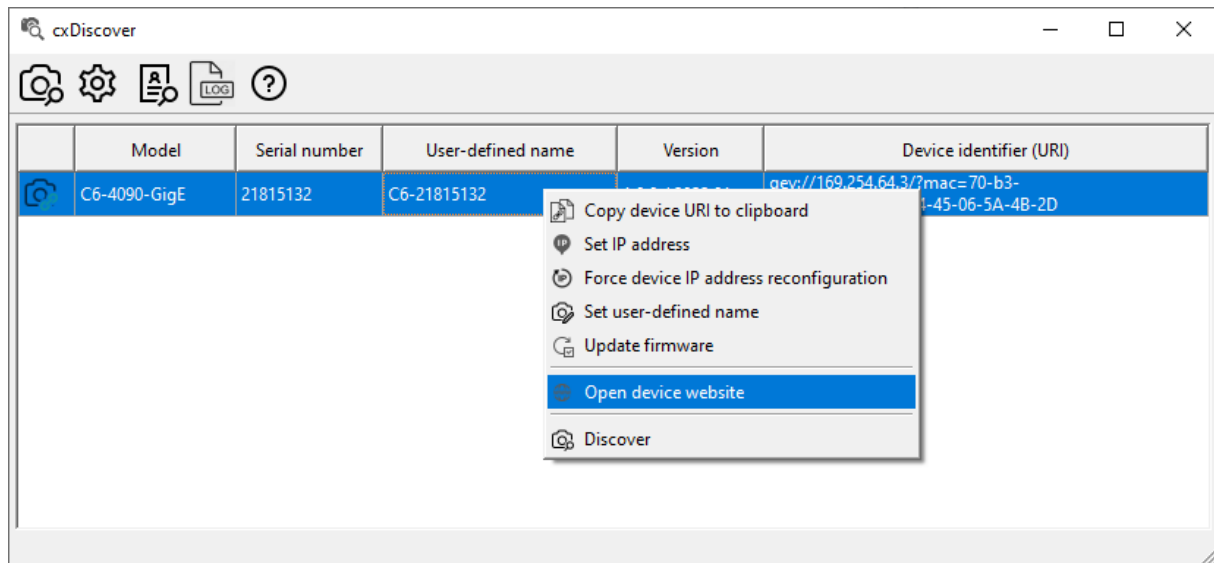 cxDiscover
LOG
Model Serial number User-defined name Version Device identifier (URI)
C6-4090-GigE 21815132 C6-21815132 gev://169.254.64.3/?mac=70-b3-
-45-06-5A-4B-2D
Copy device URI to clipboard
Set IP address
Force device IP address reconfiguration
Set user-defined name
Update firmware
Open device website
Discover